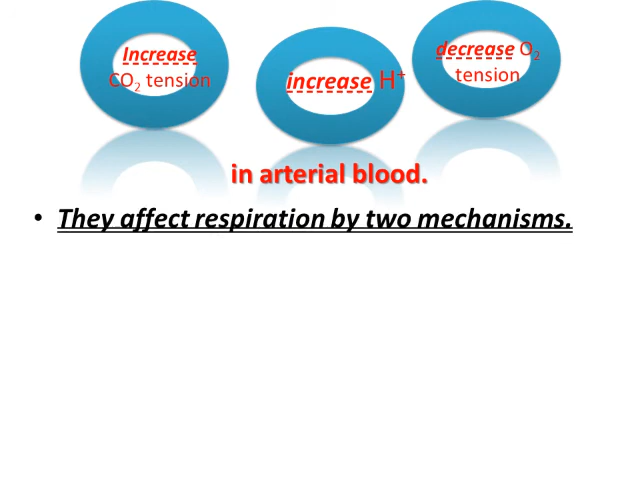 Increase
CO₂ tension
increase H⁺
decrease O₂
tension
in arterial blood.
• They affect respiration by two mechanisms.